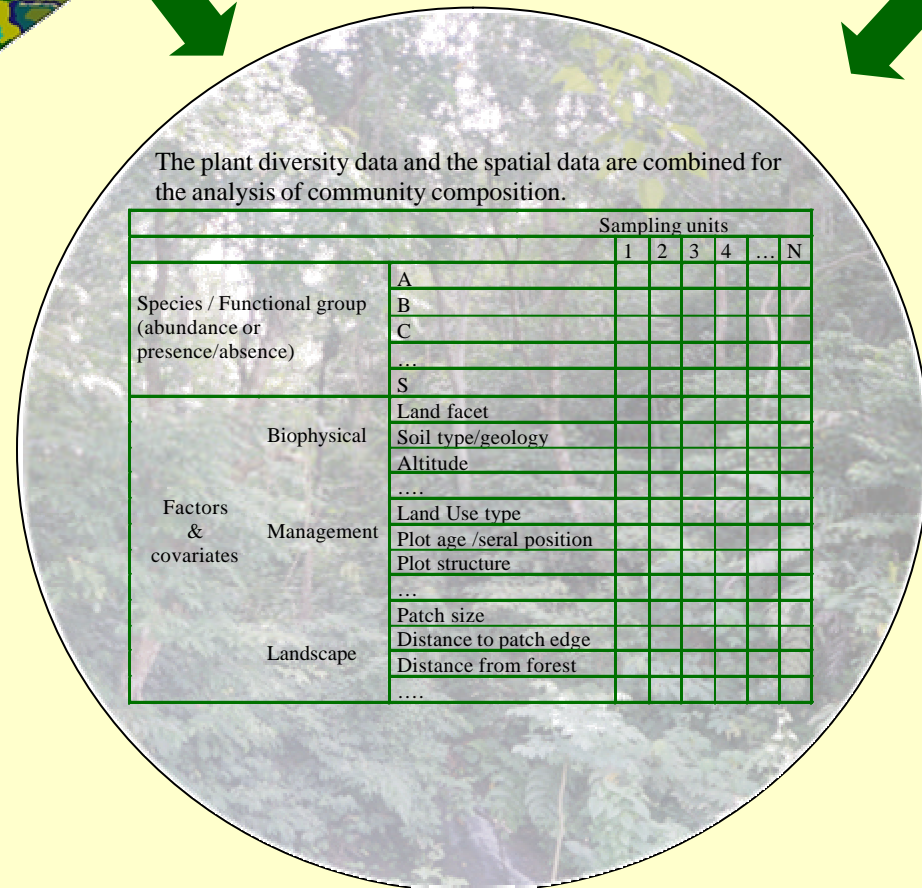 The plant diversity data and the spatial data are combined for
the analysis of community composition.
Sampling units
1 2 3 4 … N
Species / Functional group
(abundance or
presence/absence)
A
B
C
…
S
Factors
&
covariates
Biophysical
Land facet
Soil type/geology
Altitude
….
Management
Land Use type
Plot age /seral position
Plot structure
…
Landscape
Patch size
Distance to patch edge
Distance from forest
….